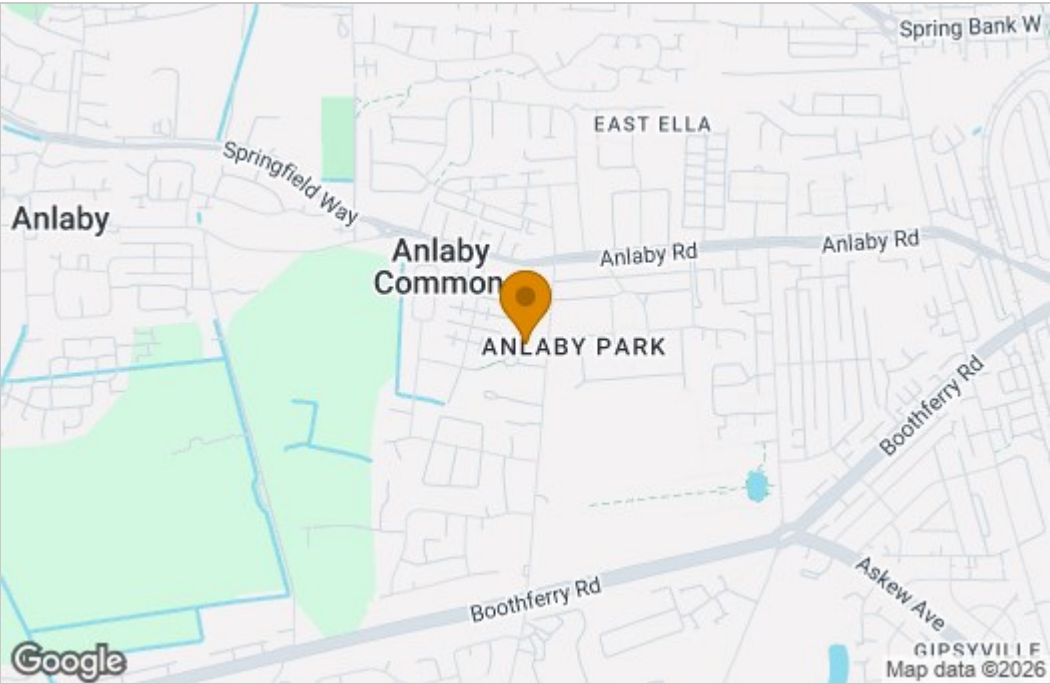 Spring Bank W
EAST ELLA
Springfield Way
Anlaby
Anlaby
Common
Anlaby Rd
Anlaby Rd
ANLABY PARK
Boothferry Rd
Boothferry Rd
Askew Ave
GIPSYVILLE
Google
Map data ©2026